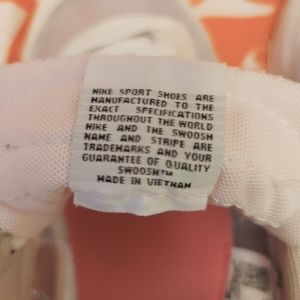 NIKE SPORT SHOES ARE
MANUFACTURED TO THE
EXACT SPECIFICATIONS
THROUGHOUT THE WORLD
NIKE AND THE SWOOSH
NAME AND STRIPE ARE
TRADEMARKS AND YOUR
GUARANTEE OF QUALITY
SWOOSH™
MADE IN VIETNAM